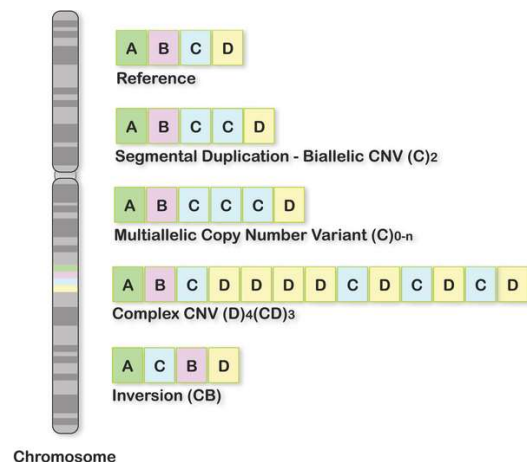 A B C D
Reference
A B C C D
Segmental Duplication - Biallelic CNV (C)2
A B C C C D
Multiallelic Copy Number Variant (C)0-n
A B C D D D D C D C D C D
Complex CNV (D)4(CD)3
A C B D
Inversion (CB)
Chromosome